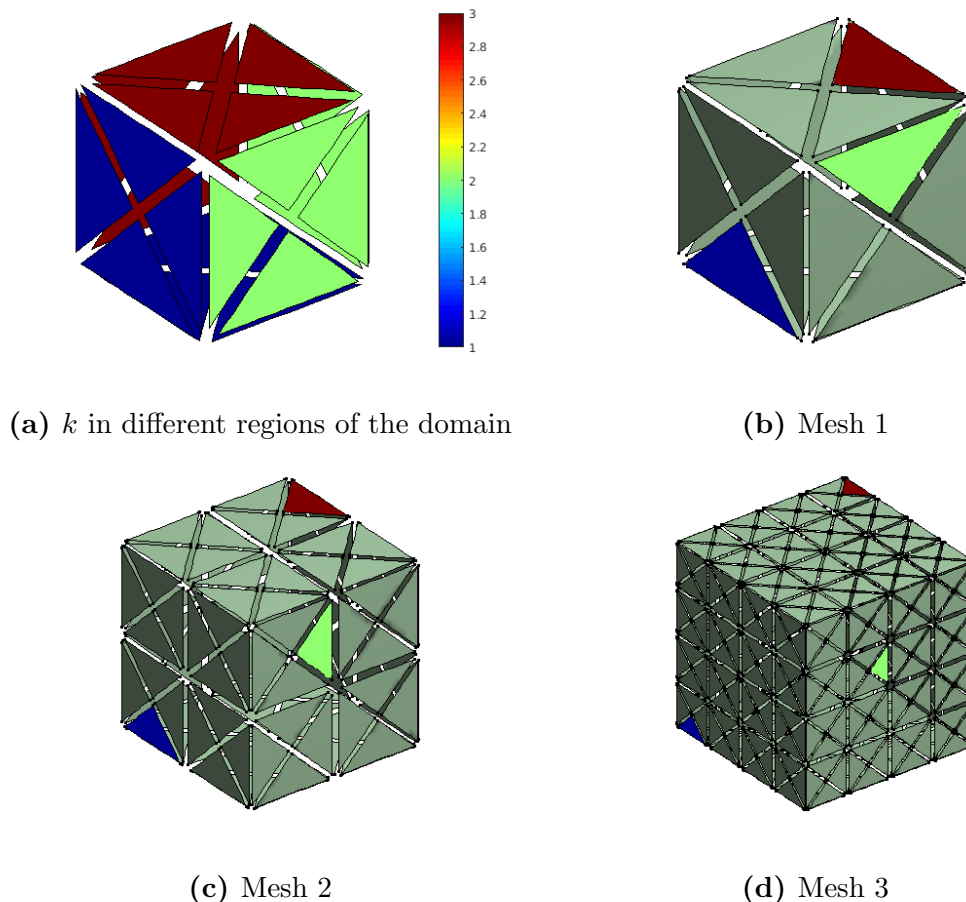 3
2.8
2.6
2.4
2.2
2
1.8
1.6
1.4
1.2
1
(a) k in different regions of the domain
(b) Mesh 1
(c) Mesh 2
(d) Mesh 3